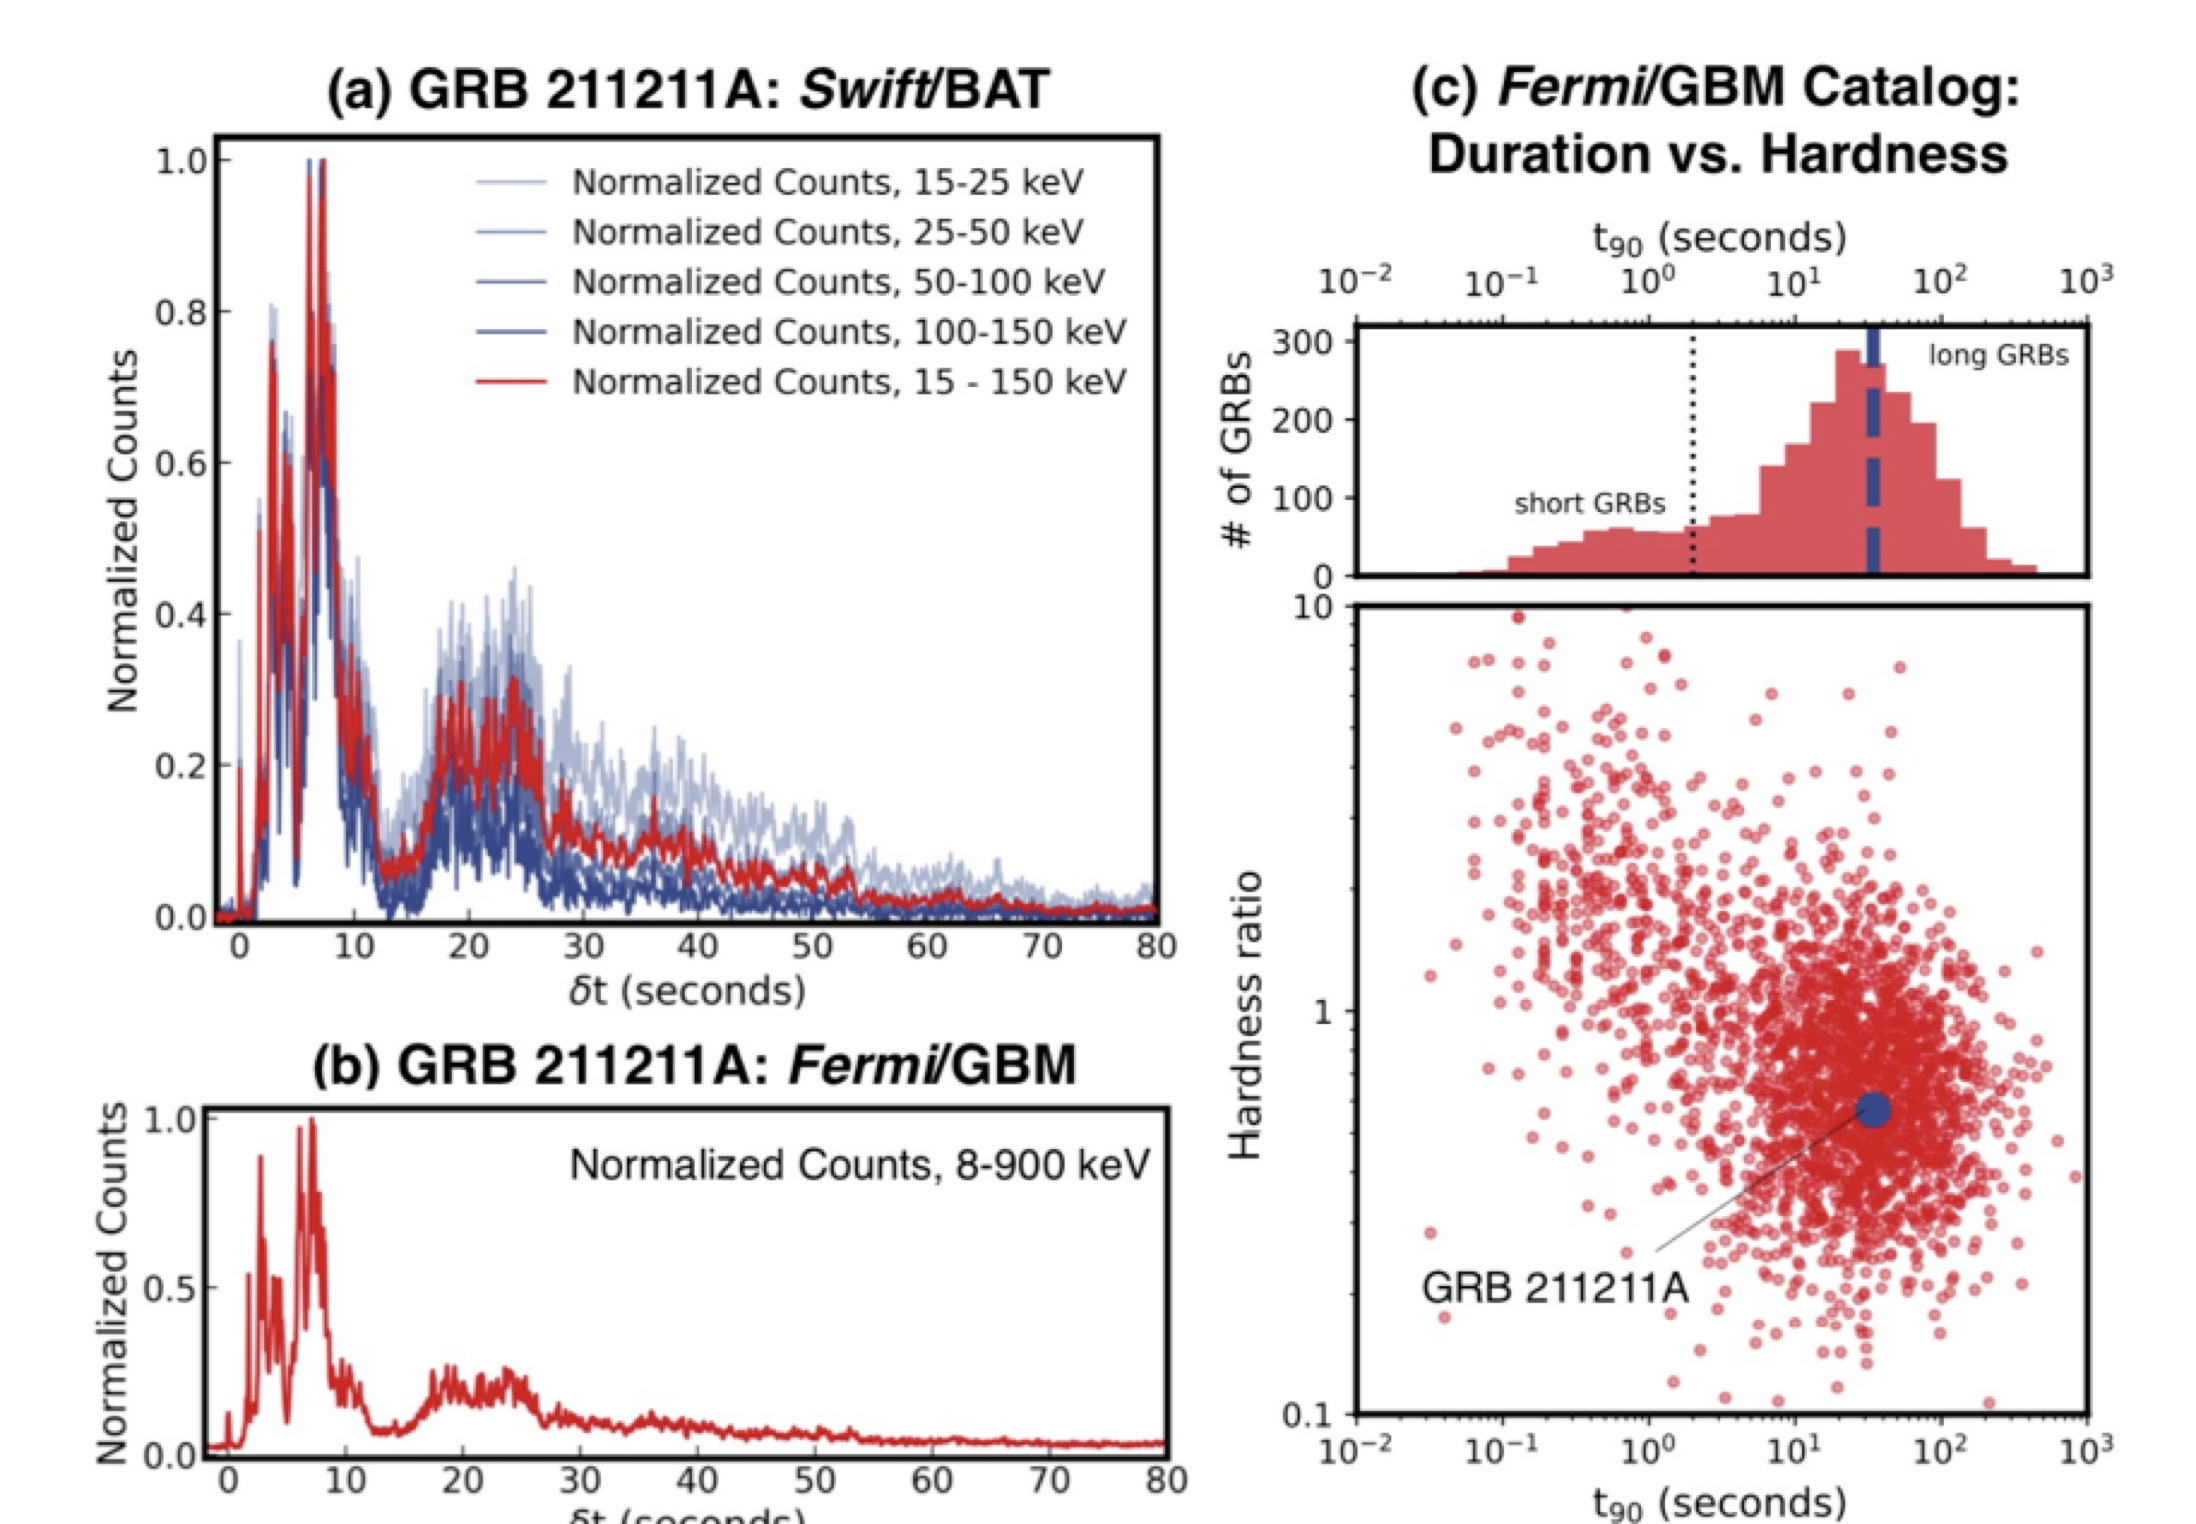 (a) GRB 211211A: Swift/BAT
Normalized Counts
1.0
0.8
0.6
0.4
0.2
0.0
Normalized Counts, 15-25 keV
Normalized Counts, 25-50 keV
Normalized Counts, 50-100 keV
Normalized Counts, 100-150 keV
Normalized Counts, 15 - 150 keV
0 10 20 30 40 50 60 70 80
δt (seconds)
(b) GRB 211211A: Fermi/GBM
Normalized Counts
1.0
0.5
0.0
Normalized Counts, 8-900 keV
0 10 20 30 40 50 60 70 80
δt (seconds)
(c) Fermi/GBM Catalog:
Duration vs. Hardness
t₉₀ (seconds)
10⁻² 10⁻¹ 10⁰ 10¹ 10² 10³
# of GRBs
300
200
100
0
long GRBs
short GRBs
Hardness ratio
10
1
0.1
GRB 211211A
10⁻² 10⁻¹ 10⁰ 10¹ 10² 10³
t₉₀ (seconds)